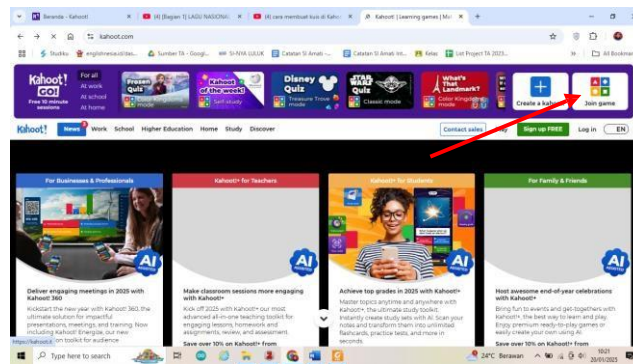 Beranda - Kahoot!
(4) [Bagian 1] LAGU NASIONAL
(4) cara membuat kuis di Kaho
Kahoot! | Learning games | Ma
kahoot.com
Studiku
Sumber TA - Googl...
SI-NYA LULUK
Catatan SI Amati -...
Catatan SI Amati Int...
Kelas
List Project TA 2023...
All Bookmar
Kahoot!
GO!
Free 10-minute
sessions
For all
At work
At school
At home
Frozen
Quiz
Color Kingdom
mode
Kahoot
of the week!
Self-study
Disney
Quiz
Treasure Trove
mode
STAR
WAR
Quiz
Classic mode
What's
That
Landmark?
Color Kingdom
mode
Create a kahoot
Join game
Kahoot!
News
Work
School
Higher Education
Home
Study
Discover
Contact sales
Sign up FREE
Log in
EN
For Businesses & Professionals
AI
Deliver engaging meetings in 2025 with
Kahoot! 360
Kickstart the new year with Kahoot! 360, the
ultimate solution for impactful
presentations, meetings, and training. Now
including Kahoot! Energize, our new
on toolkit for audience
https://kahoot.it
Kahoot!+ for Teachers
AI
Make classroom sessions more engaging
with Kahoot!+
Kick off 2025 with Kahoot!+ our most
advanced all-in-one teaching toolkit for
engaging lessons, homework and
assignments, review, and assessment.
Save over 10% on Kahoot!+ from
Kahoot!+ for Students
AI
Achieve top grades in 2025 with Kahoot!+
Master topics anytime and anywhere with
Kahoot!+, the ultimate study toolkit.
Instantly create study sets with AI. Scan your
notes and transform them into unlimited
flashcards, practice tests, and more in
seconds.
For Family & Friends
AI
Host awesome end-of-year celebrations
with Kahoot!+
Bring fun to events and get-togethers with
Kahoot!+, the best way to learn and play.
Enjoy premium ready-to-play games or
easily create your own using AI.
Save over 10% on Kahoot!+ from
Type here to search
24°C Berawan
10:21
21/01/2025